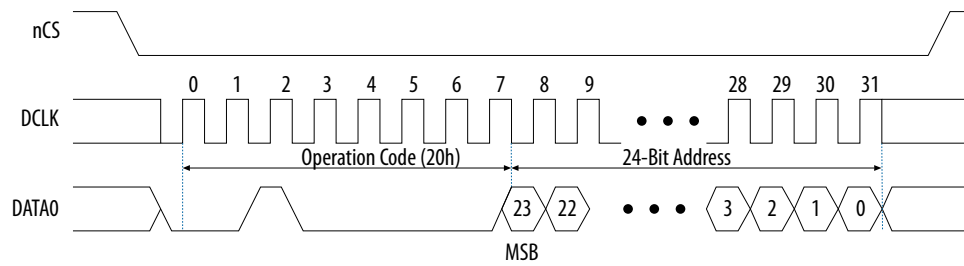 nCS
0 1 2 3 4 5 6 7 8 9 28 29 30 31
DCLK
Operation Code (20h) 24-Bit Address
DATA0 23 22 3 2 1 0
MSB